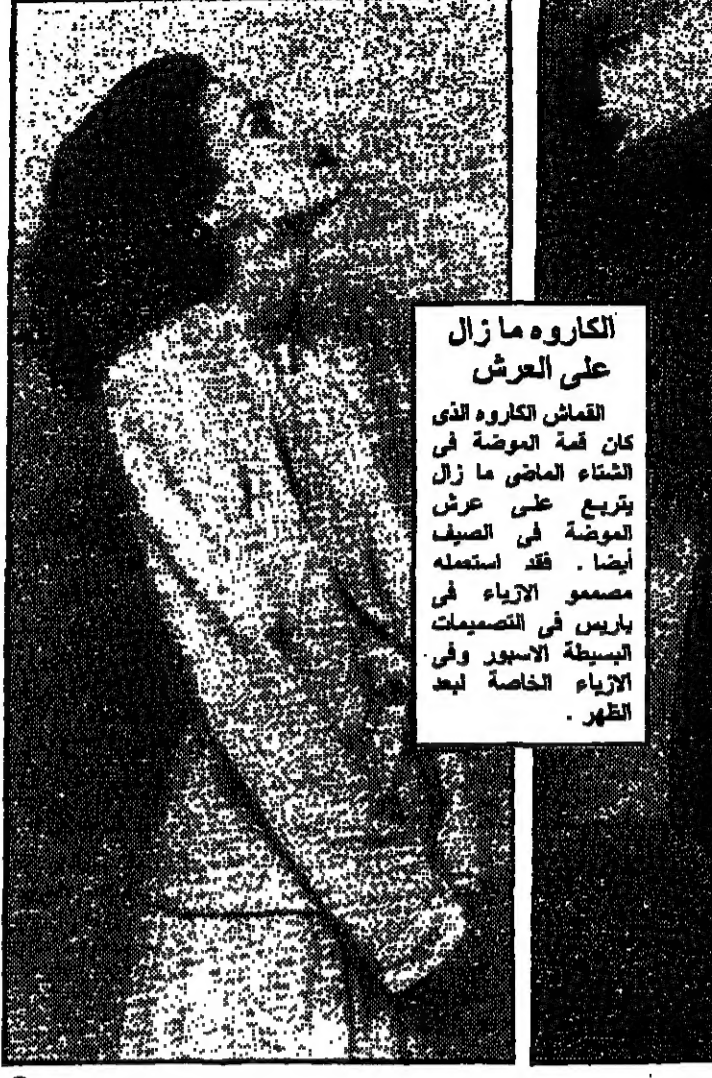 الكاروه ما زال
على العرش
القماش الكاروه الذى
كان قمة الموضة فى
الشتاء الماضى ما زال
يتربع على عرش
الموضة فى الصيف
أيضا . فقد استعمله
مصممو الازياء فى
باريس فى التصميمات
البسيطة الاسبور وفى
الازياء الخاصة لبعد
الظهر .